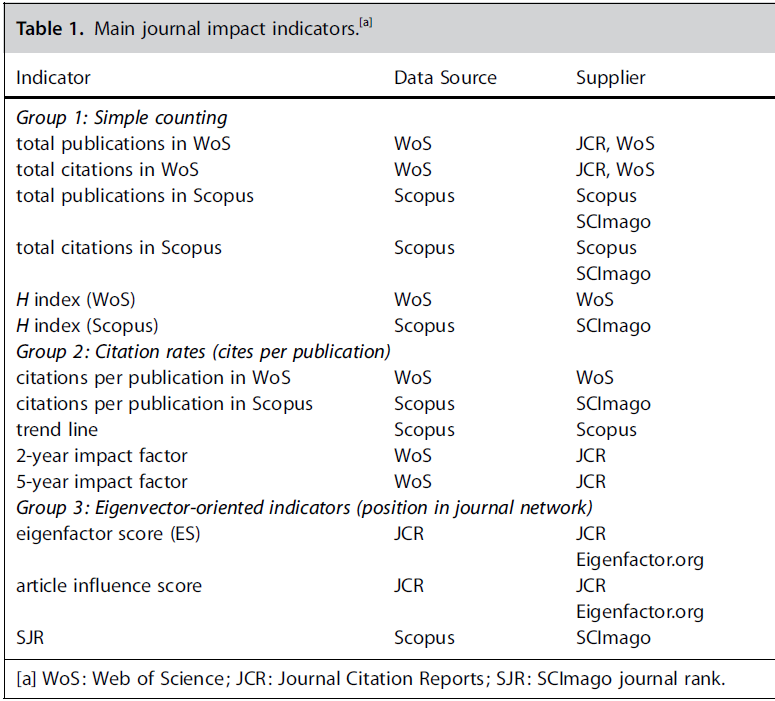 Table 1. Main journal impact indicators.[a]
Indicator Data Source Supplier
Group 1: Simple counting
total publications in WoS WoS JCR, WoS
total citations in WoS WoS JCR, WoS
total publications in Scopus Scopus Scopus
SCImago
total citations in Scopus Scopus Scopus
SCImago
H index (WoS) WoS WoS
H index (Scopus) Scopus SCImago
Group 2: Citation rates (cites per publication)
citations per publication in WoS WoS WoS
citations per publication in Scopus Scopus SCImago
trend line Scopus Scopus
2-year impact factor WoS JCR
5-year impact factor WoS JCR
Group 3: Eigenvector-oriented indicators (position in journal network)
eigenfactor score (ES) JCR JCR
Eigenfactor.org
article influence score JCR JCR
Eigenfactor.org
SJR Scopus SCImago
[a] WoS: Web of Science; JCR: Journal Citation Reports; SJR: SCImago journal rank.